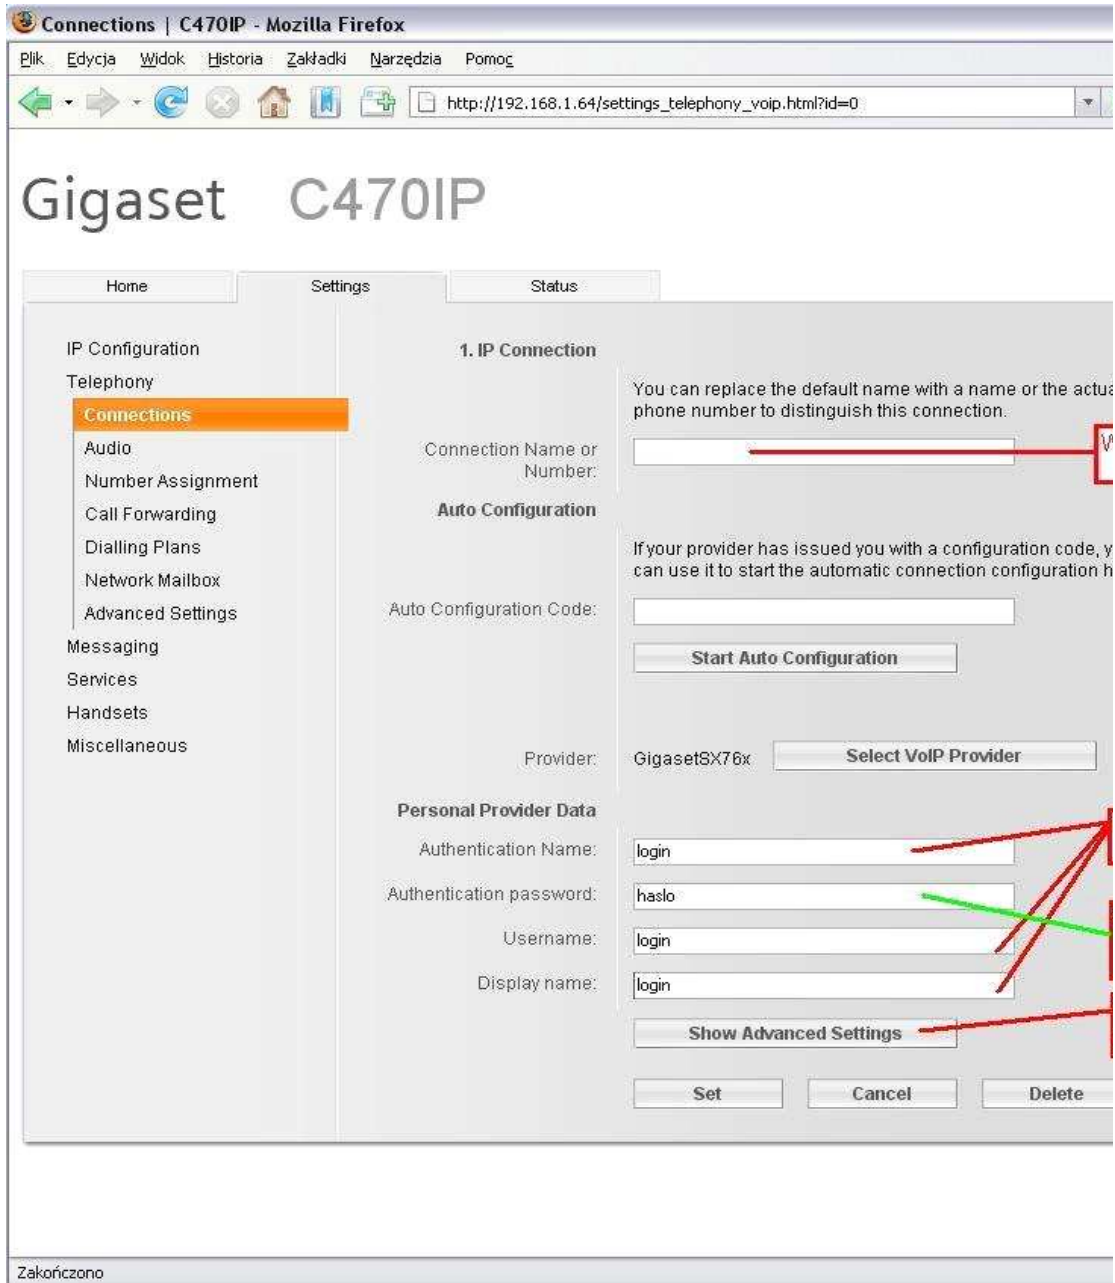 Connections | C470IP - Mozilla Firefox
Plik Edycja Widok Historia Zakładki Narzędzia Pomoc
http://192.168.1.64/settings_telephony_voip.html?id=0
Gigaset C470IP
Home Settings Status
IP Configuration
Telephony
Connections
Audio
Number Assignment
Call Forwarding
Dialling Plans
Network Mailbox
Advanced Settings
Messaging
Services
Handsets
Miscellaneous
1. IP Connection
You can replace the default name with a name or the actua
phone number to distinguish this connection.
Connection Name or
Number:
Auto Configuration
If your provider has issued you with a configuration code, y
can use it to start the automatic connection configuration h
Auto Configuration Code:
Start Auto Configuration
Provider: GigasetSX76x Select VoIP Provider
Personal Provider Data
Authentication Name: login
Authentication password: haslo
Username: login
Display name: login
Show Advanced Settings
Set Cancel Delete
Zakończono